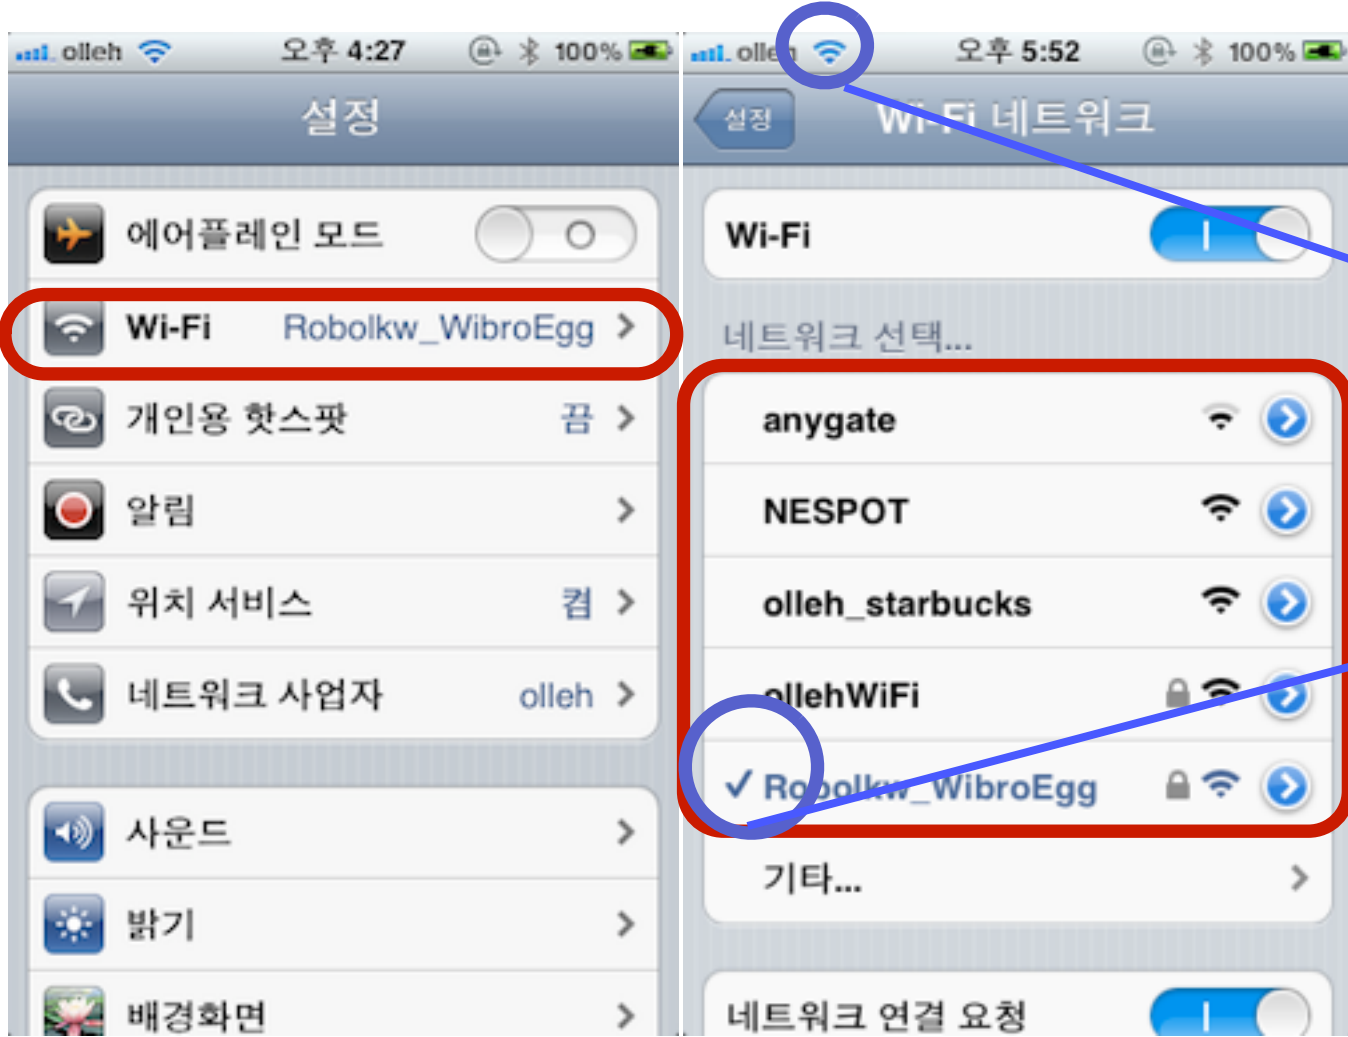 olleh 오후 4:27 100%
설정
에어플레인 모드
Wi-Fi Robolkw_WibroEgg
개인용 핫스팟 끔
알림
위치 서비스 켬
네트워크 사업자 olleh
사운드
밝기
배경화면
olleh 오후 5:52 100%
설정 Wi-Fi 네트워크
Wi-Fi
네트워크 선택...
anygate
NESPOT
olleh_starbucks
ollehWiFi
Robolkw_WibroEgg
기타...
네트워크 연결 요청